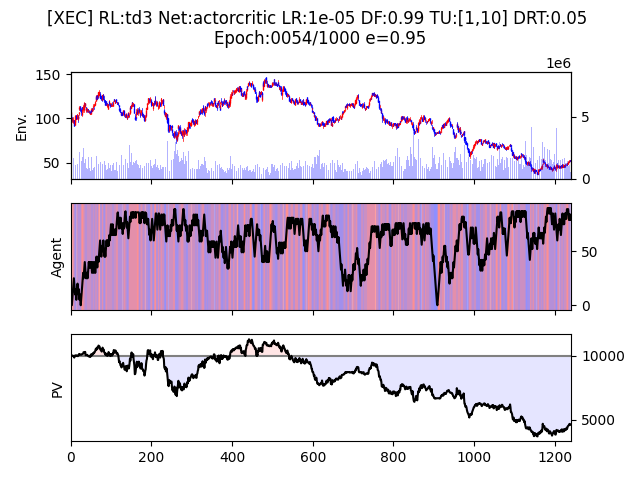 [XEC] RL:td3 Net:actorcritic LR:1e-05 DF:0.99 TU:[1,10] DRT:0.05
Epoch:0054/1000 e=0.95
1e6
150
100
50
Env.
5
0
Agent
50
0
PV
10000
5000
0 200 400 600 800 1000 1200